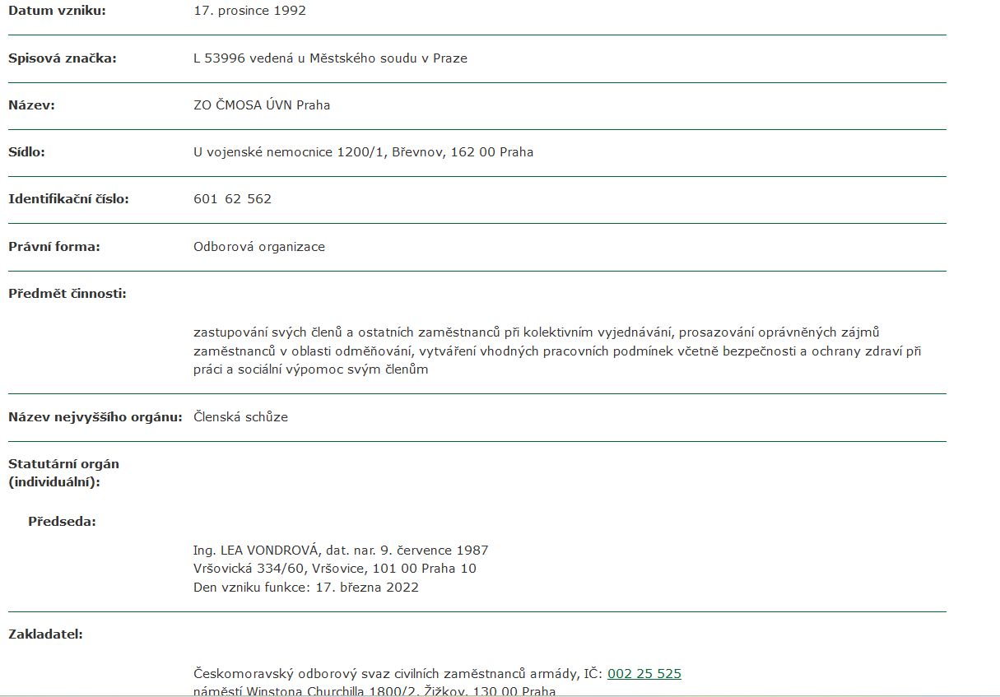 Datum vzniku: 17. prosince 1992
Spisová značka: L 53996 vedená u Městského soudu v Praze
Název: ZO ČMOSA ÚVN Praha
Sídlo: U vojenské nemocnice 1200/1, Břevnov, 162 00 Praha
Identifikační číslo: 601 62 562
Právní forma: Odborová organizace
Předmět činnosti:
zastupování svých členů a ostatních zaměstnanců při kolektivním vyjednávání, prosazování oprávněných zájmů
zaměstnanců v oblasti odměňování, vytváření vhodných pracovních podmínek včetně bezpečnosti a ochrany zdraví při
práci a sociální výpomoc svým členům
Název nejvyššího orgánu: Členská schůze
Statutární orgán
(individuální):
Předseda:
Ing. LEA VONDROVÁ, dat. nar. 9. července 1987
Vršovická 334/60, Vršovice, 101 00 Praha 10
Den vzniku funkce: 17. března 2022
Zakladatel:
Českomoravský odborový svaz civilních zaměstnanců armády, IČ: 002 25 525
náměstí Winstona Churchilla 1800/2, Žižkov, 130 00 Praha